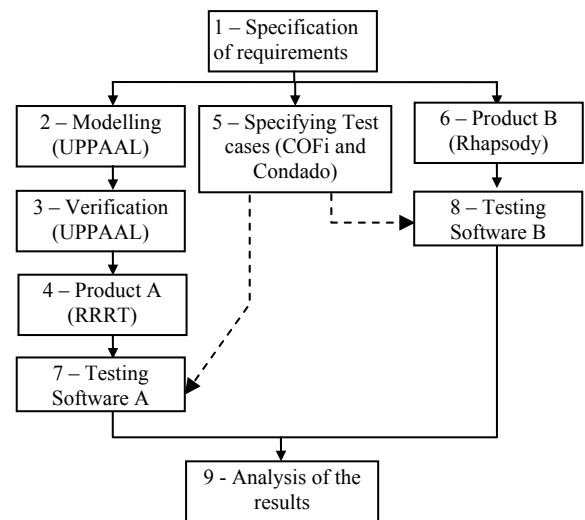 1 – Specification
of requirements
2 – Modelling
(UPPAAL)
5 – Specifying Test
cases (COFi and
Condado)
6 – Product B
(Rhapsody)
3 – Verification
(UPPAAL)
8 – Testing
Software B
4 – Product A
(RRRT)
7 – Testing
Software A
9 - Analysis of the
results